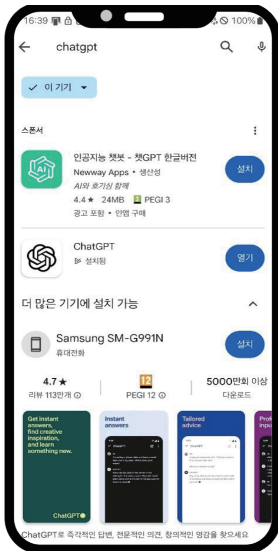 16:39
100%
chatgpt
이 기기
스폰서
인공지능 챗봇 - 챗GPT 한글버전
Newway Apps • 생산성
AI와 호기심 함께
4.4★ 24MB PEGI 3
광고 포함 • 인앱 구매
설치
ChatGPT
설치됨
열기
더 많은 기기에 설치 가능
Samsung SM-G991N
휴대전화
설치
4.7★
리뷰 113만개
12
PEGI 12
5000만회 이상
다운로드
Get instant
answers,
find creative
inspiration,
and learn
something new.
ChatGPT
Instant
answers
Tailored
advice
ChatGPT로 즉각적인 답변, 전문적인 의견, 창의적인 영감을 찾으세요